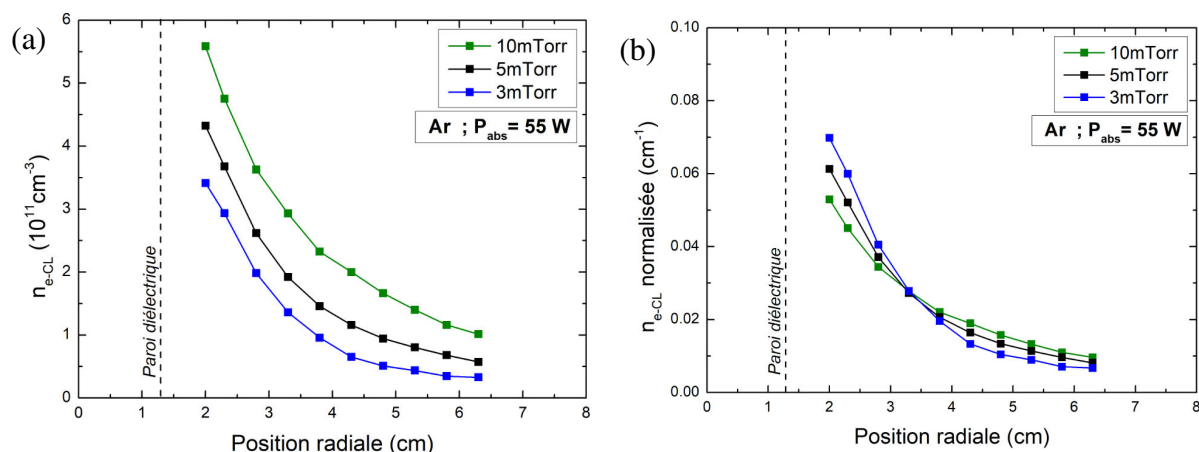 (a)
6
5
4
3
2
1
0
n_e-CL (10^11 cm^-3)
10mTorr
5mTorr
3mTorr
Ar ; P_abs = 55 W
Paroi diélectrique
0 1 2 3 4 5 6 7 8
Position radiale (cm)
(b)
0.10
0.08
0.06
0.04
0.02
0.00
n_e-CL normalisée (cm^-1)
10mTorr
5mTorr
3mTorr
Ar ; P_abs = 55 W
Paroi diélectrique
0 1 2 3 4 5 6 7 8
Position radiale (cm)